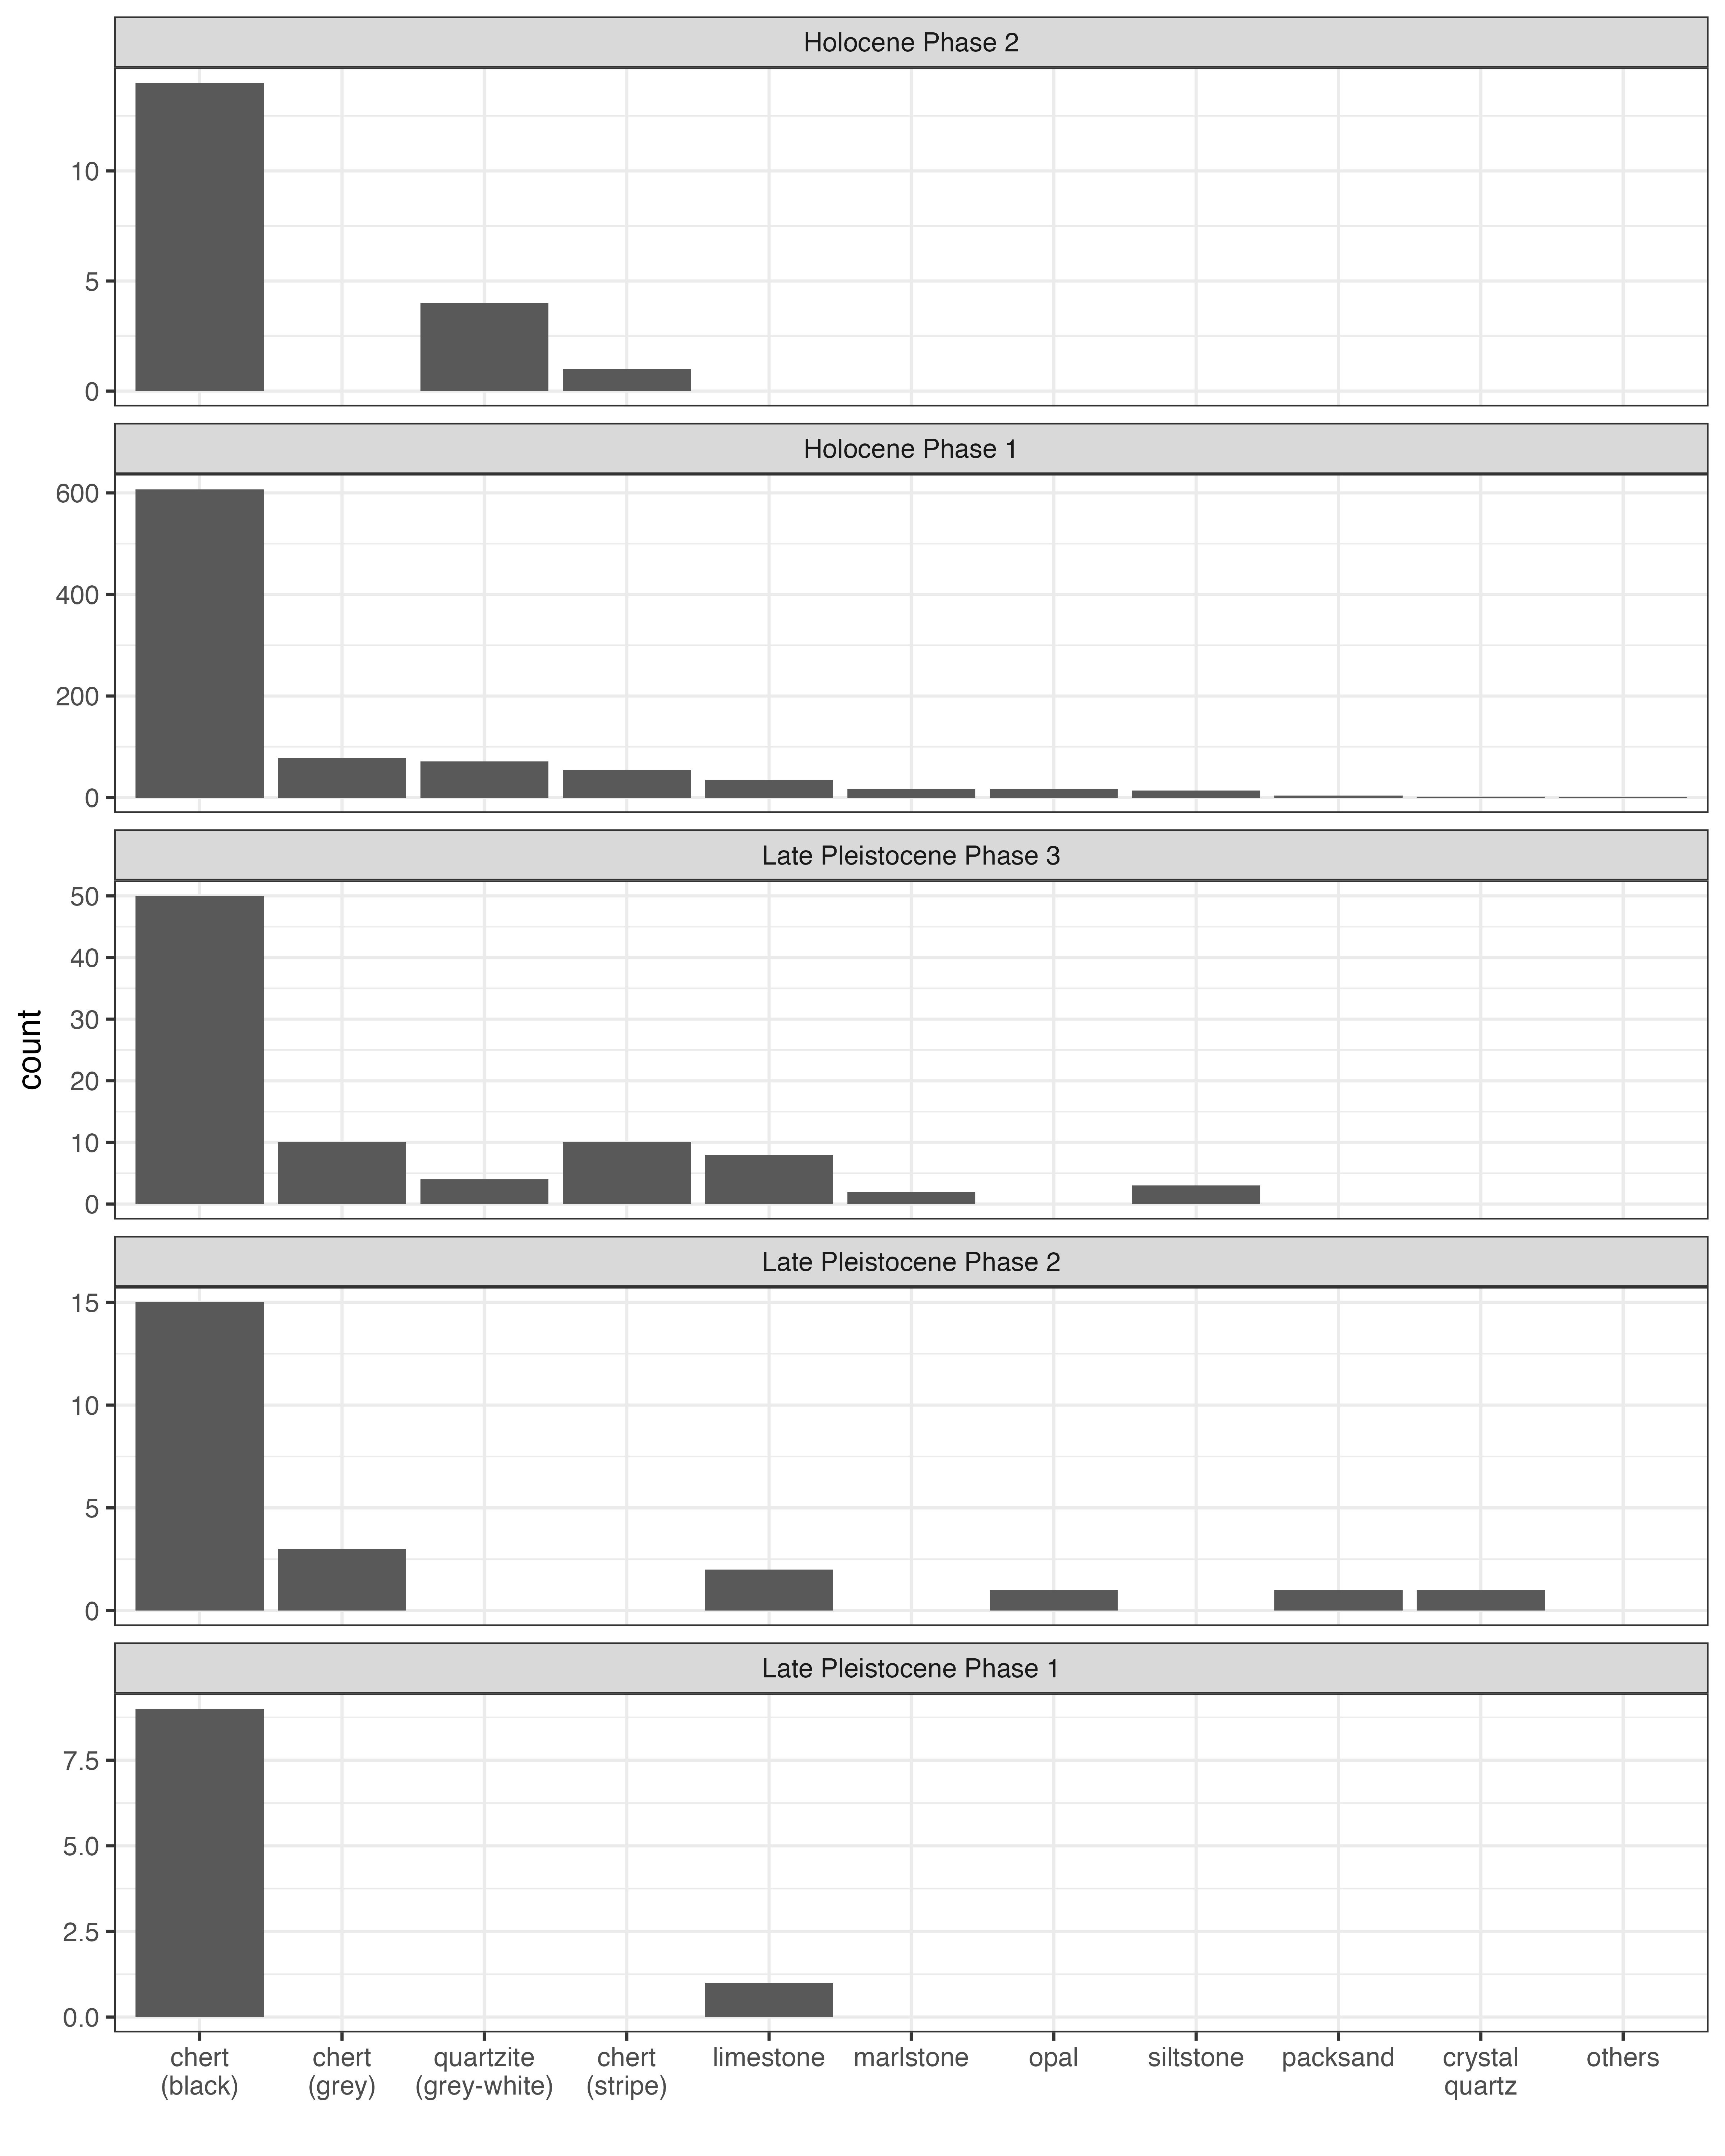 Holocene Phase 2
10
5
0
Holocene Phase 1
600
400
200
0
Late Pleistocene Phase 3
50
40
30
20
10
0
count
Late Pleistocene Phase 2
15
10
5
0
Late Pleistocene Phase 1
7.5
5.0
2.5
0.0
chert
(black)
chert
(grey)
quartzite
(grey-white)
chert
(stripe)
limestone
marlstone
opal
siltstone
packsand
crystal
quartz
others